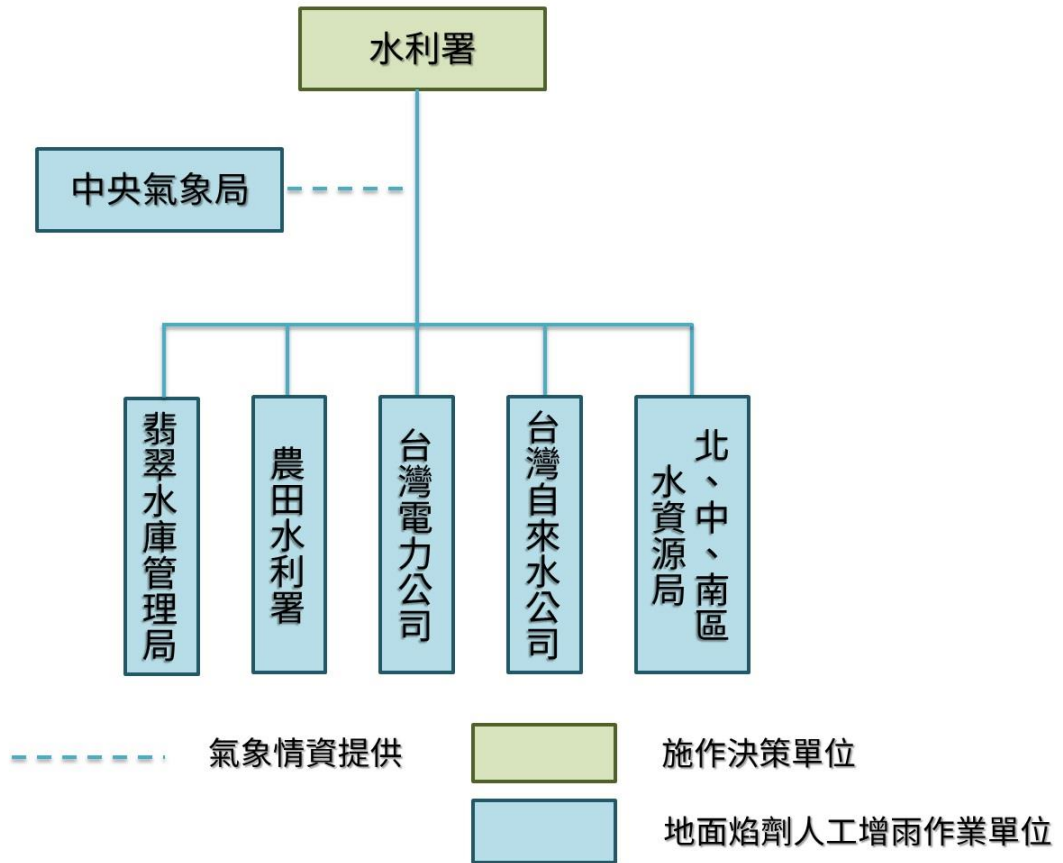 水利署
中央氣象局
翡翠水庫管理局
農田水利署
台灣電力公司
台灣自來水公司
北、中、南區
水資源局
氣象情資提供
施作決策單位
地面焰劑人工增雨作業單位